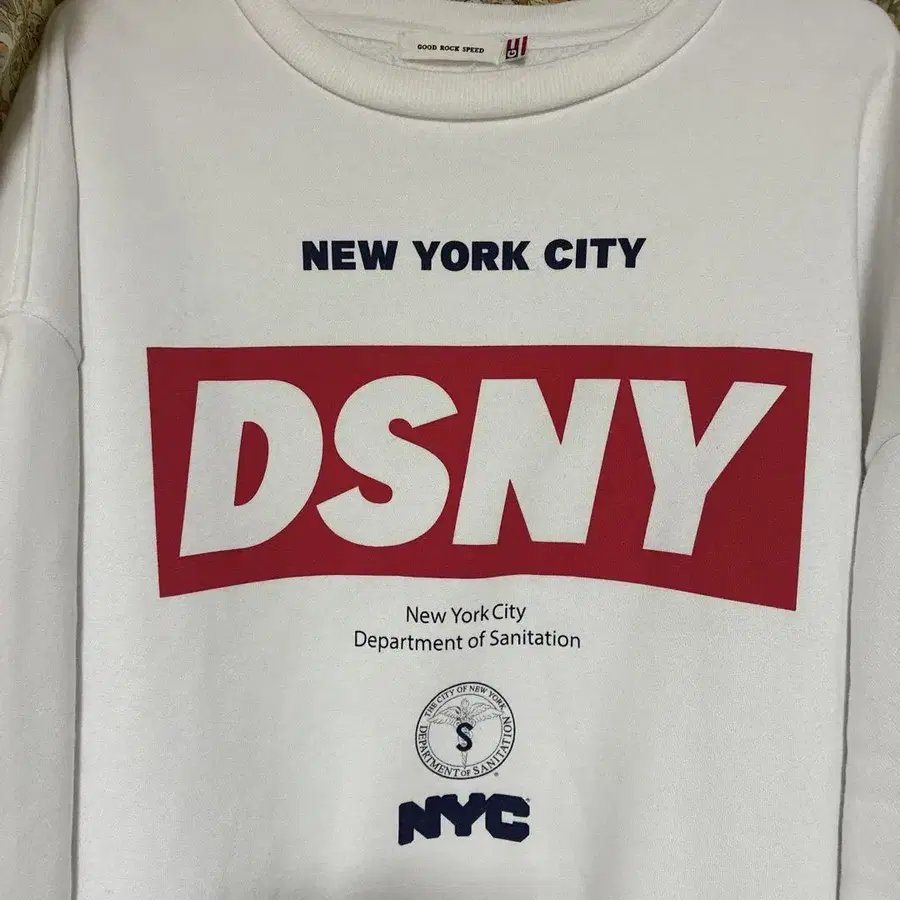 GOOD ROCK SPEED
G
NEW YORK CITY
DSNY
New York City
Department of Sanitation
THE CITY OF NEW YORK
S
DEPARTMENT OF SANITATION
NYC